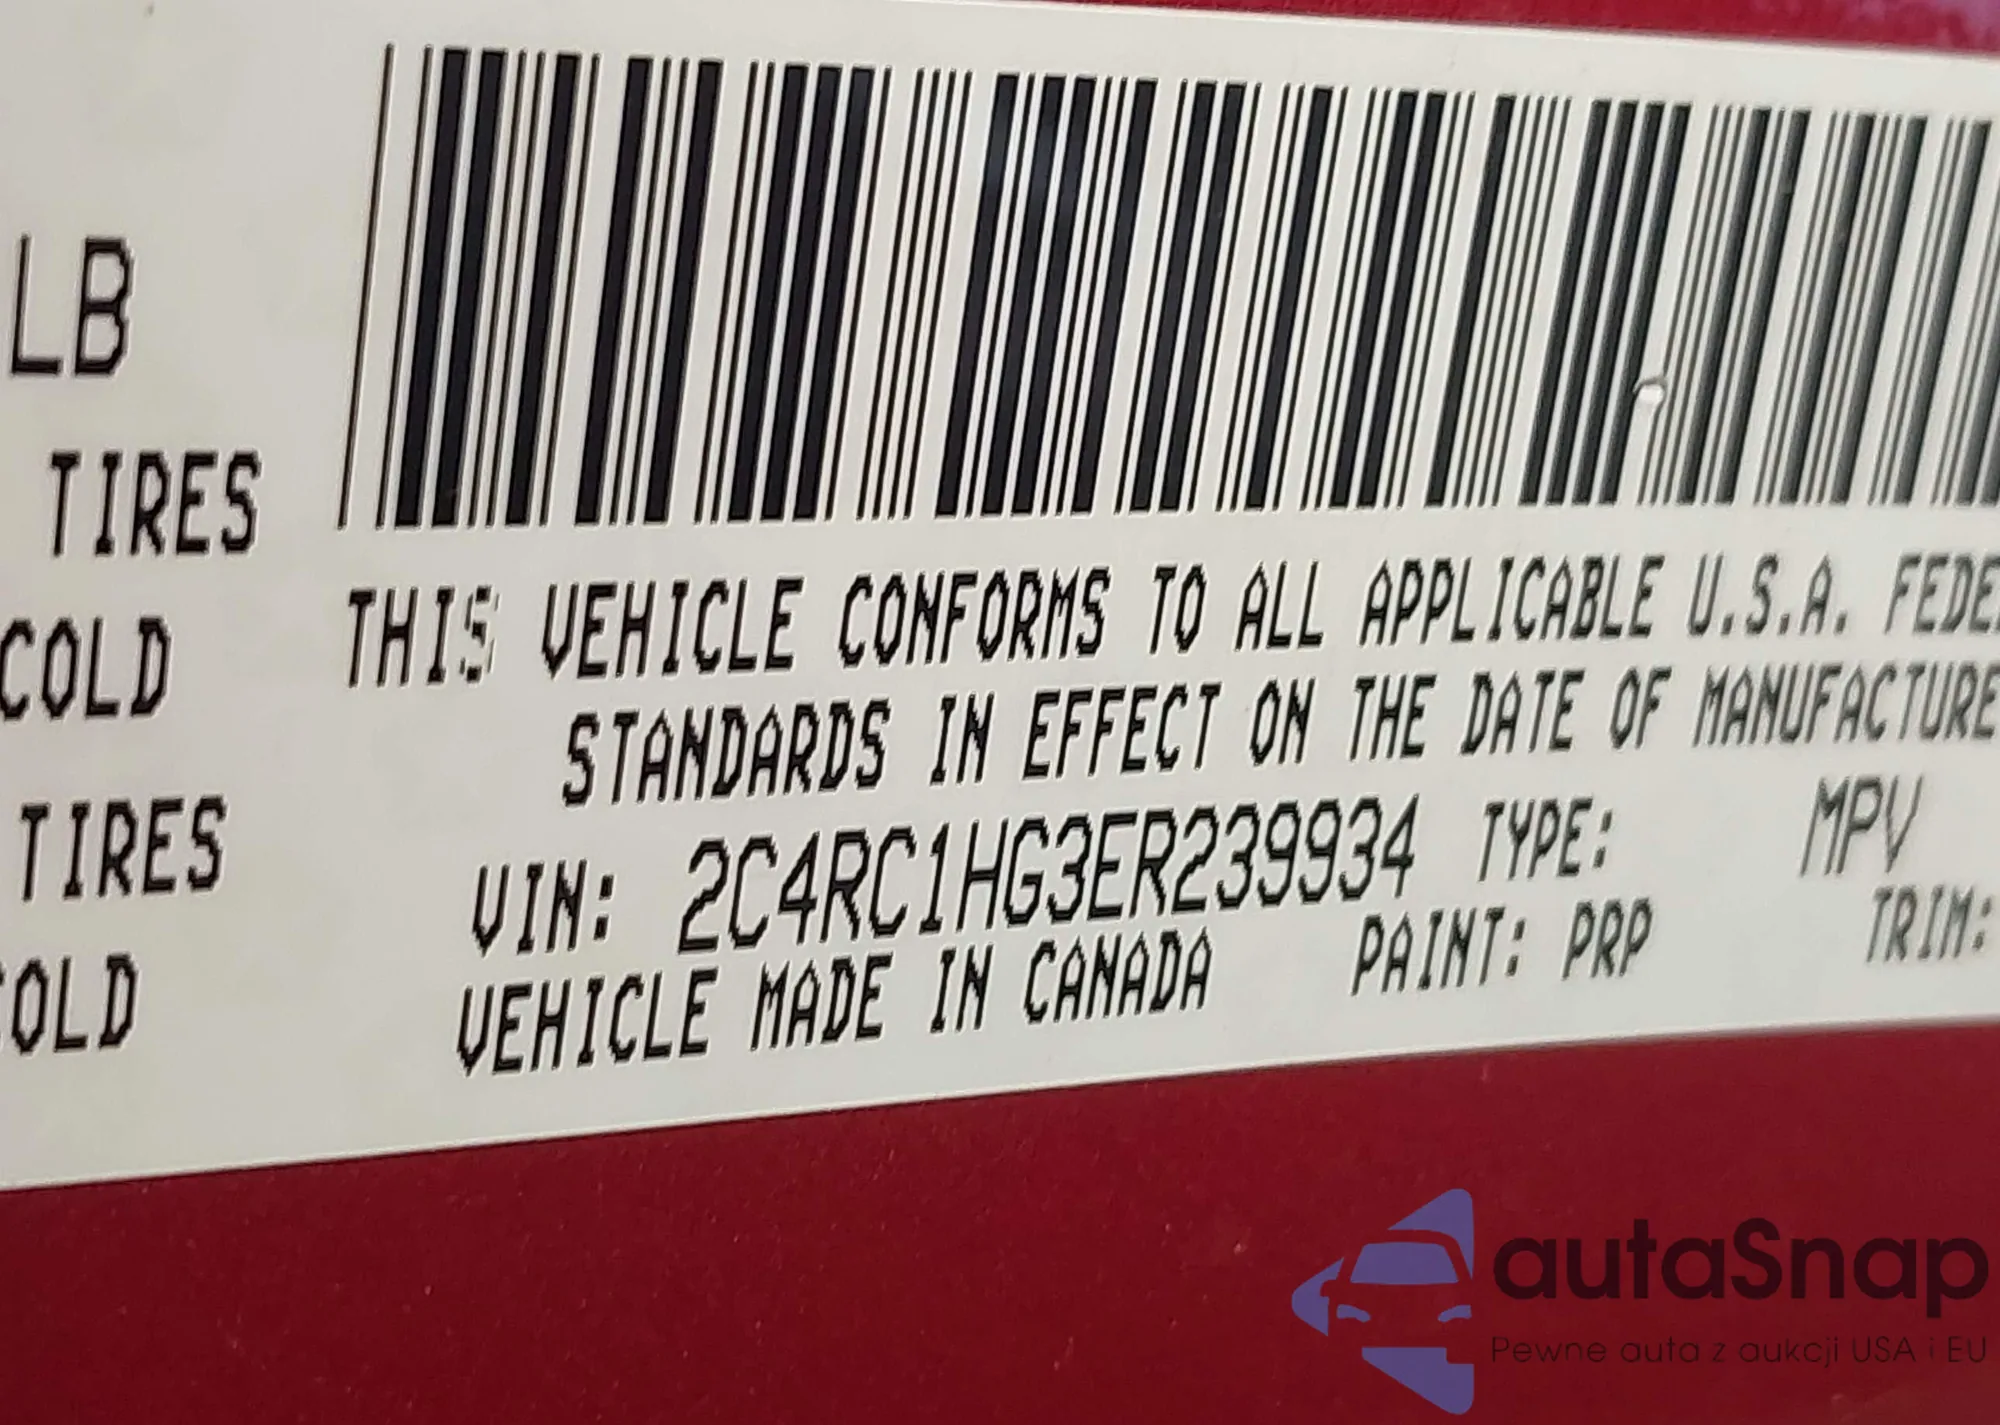 LB
TIRES
COLD
TIRES
COLD
THIS VEHICLE CONFORMS TO ALL APPLICABLE U.S.A. FEDE
STANDARDS IN EFFECT ON THE DATE OF MANUFACTURE
VIN: 2C4RC1HG3ER239934 TYPE: MPV
VEHICLE MADE IN CANADA PAINT: PRP TRIM:
autaSnap
Pewne auta z aukcji USA i EU